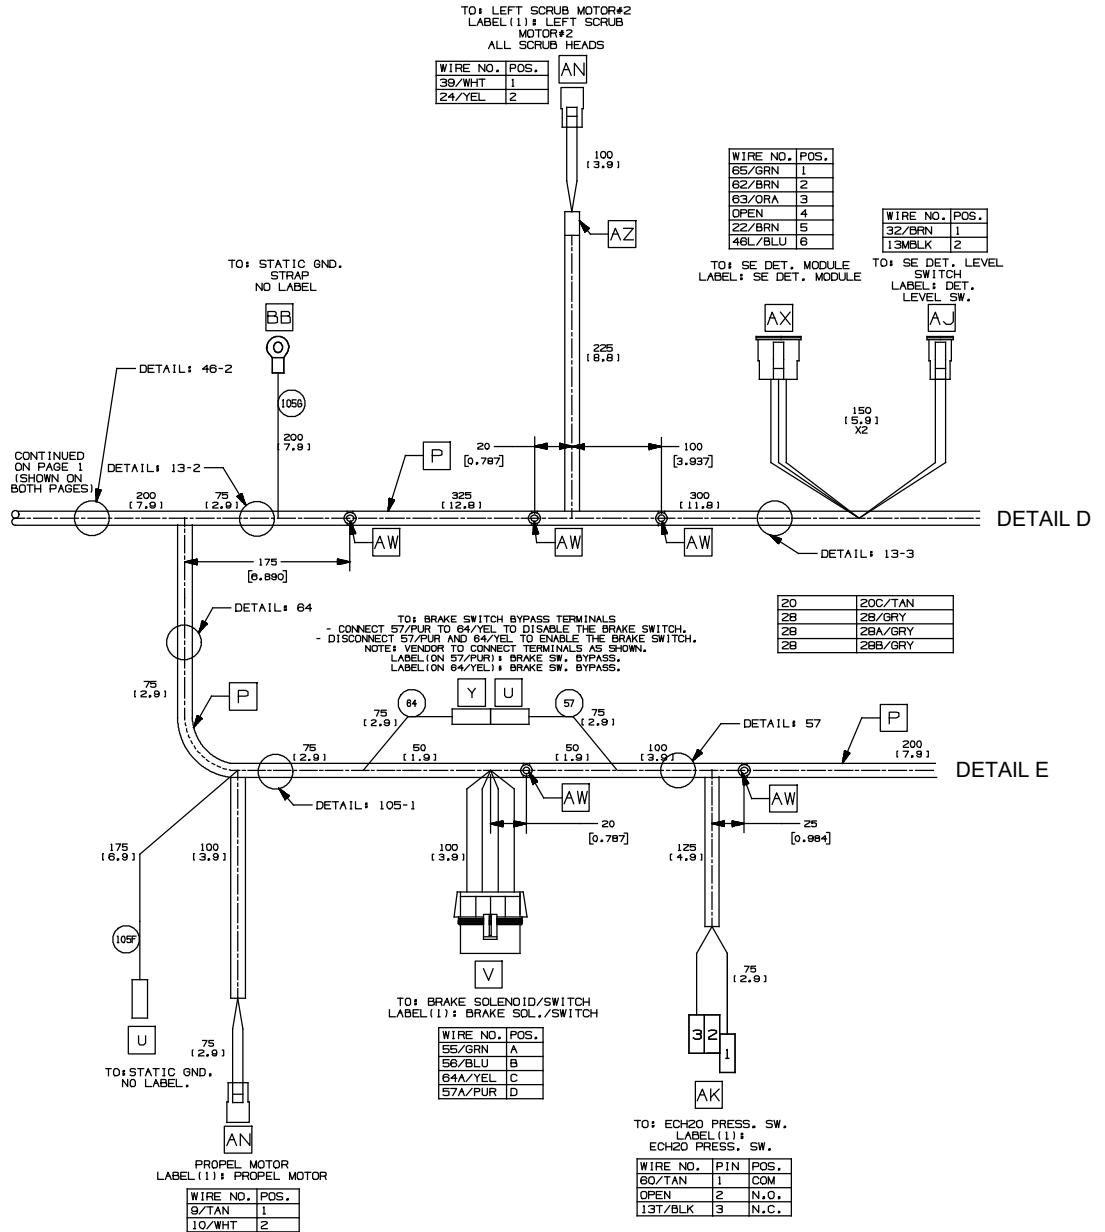 TO: LEFT SCRUB MOTOR#2
LABEL(1): LEFT SCRUB
MOTOR#2
ALL SCRUB HEADS
WIRE NO. POS.
39/WHT 1
24/YEL 2
AN
100
[3.9]
AZ
225
[8.8]
WIRE NO. POS.
65/GRN 1
62/BRN 2
63/ORA 3
OPEN 4
22/BRN 5
46L/BLU 6
TO: SE DET. MODULE
LABEL: SE DET. MODULE
AX
WIRE NO. POS.
32/BRN 1
13MBLK 2
TO: SE DET. LEVEL
SWITCH
LABEL: DET.
LEVEL SW.
AJ
150
[5.9]
X2
TO: STATIC GND.
STRAP
NO LABEL
BB
105G
200
[7.9]
DETAIL: 46-2
CONTINUED
ON PAGE 1
(SHOWN ON
BOTH PAGES)
DETAIL: 13-2
200
[7.9]
75
[2.9]
P
325
[12.8]
20
[0.787]
100
[3.937]
300
[11.8]
DETAIL D
AW
AW
AW
DETAIL: 13-3
175
[6.890]
DETAIL: 64
20 20C/TAN
28 28/GRY
28 28A/GRY
28 28B/GRY
TO: BRAKE SWITCH BYPASS TERMINALS
- CONNECT 57/PUR TO 64/YEL TO DISABLE THE BRAKE SWITCH.
- DISCONNECT 57/PUR AND 64/YEL TO ENABLE THE BRAKE SWITCH.
NOTE: VENDOR TO CONNECT TERMINALS AS SHOWN.
LABEL(ON 57/PUR): BRAKE SW. BYPASS.
LABEL(ON 64/YEL): BRAKE SW. BYPASS.
75
[2.9]
P
75
[2.9]
64
Y U
57
75
[2.9]
DETAIL: 57
P
75
[2.9]
50
[1.9]
50
[1.9]
100
[3.9]
200
[7.9]
DETAIL E
DETAIL: 105-1
AW
20
[0.787]
AW
25
[0.984]
175
[6.9]
100
[3.9]
100
[3.9]
125
[4.9]
105F
U
TO:STATIC GND.
NO LABEL.
75
[2.9]
AN
PROPEL MOTOR
LABEL(1): PROPEL MOTOR
WIRE NO. POS.
9/TAN 1
10/WHT 2
V
TO: BRAKE SOLENOID/SWITCH
LABEL(1): BRAKE SOL./SWITCH
WIRE NO. POS.
55/GRN A
56/BLU B
64A/YEL C
57A/PUR D
75
[2.9]
3 2
1
AK
TO: ECH2O PRESS. SW.
LABEL(1):
ECH2O PRESS. SW.
WIRE NO. PIN POS.
60/TAN 1 COM
OPEN 2 N.O.
13T/BLK 3 N.C.